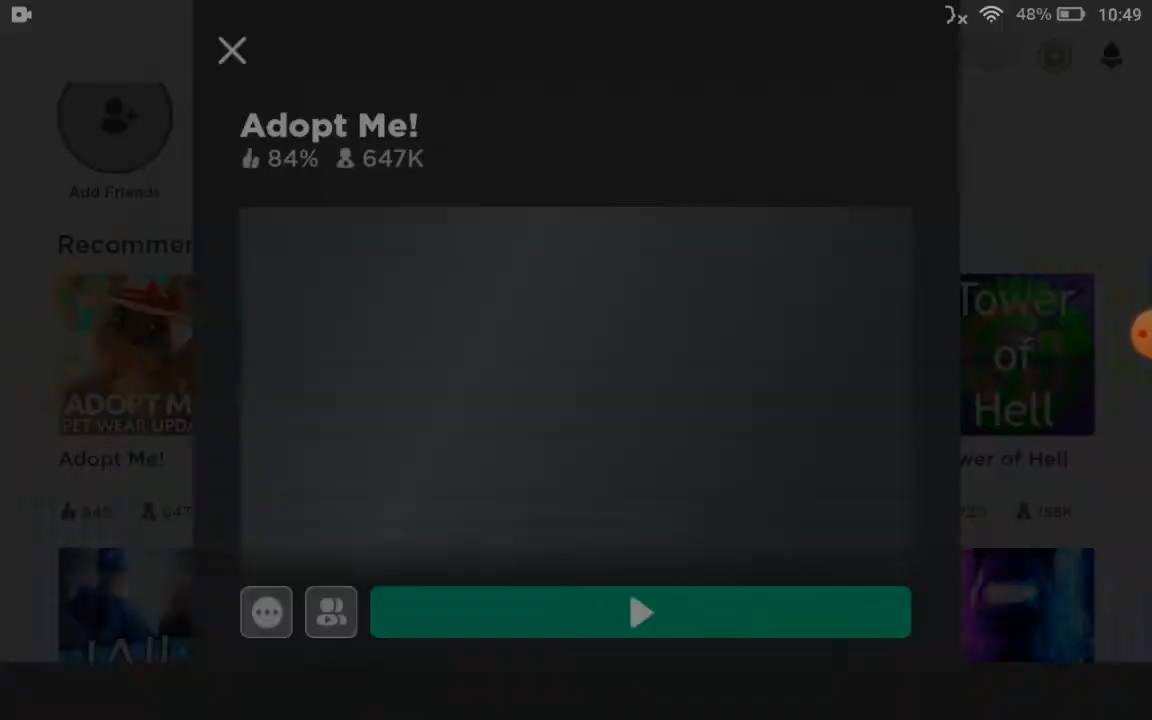 48% 10:49
Adopt Me!
84% 647K
Add Friends
Recommen
ADOPT M
PET WEAR UPDA
Adopt Me!
84%
Tower
of
Hell
wer of Hell